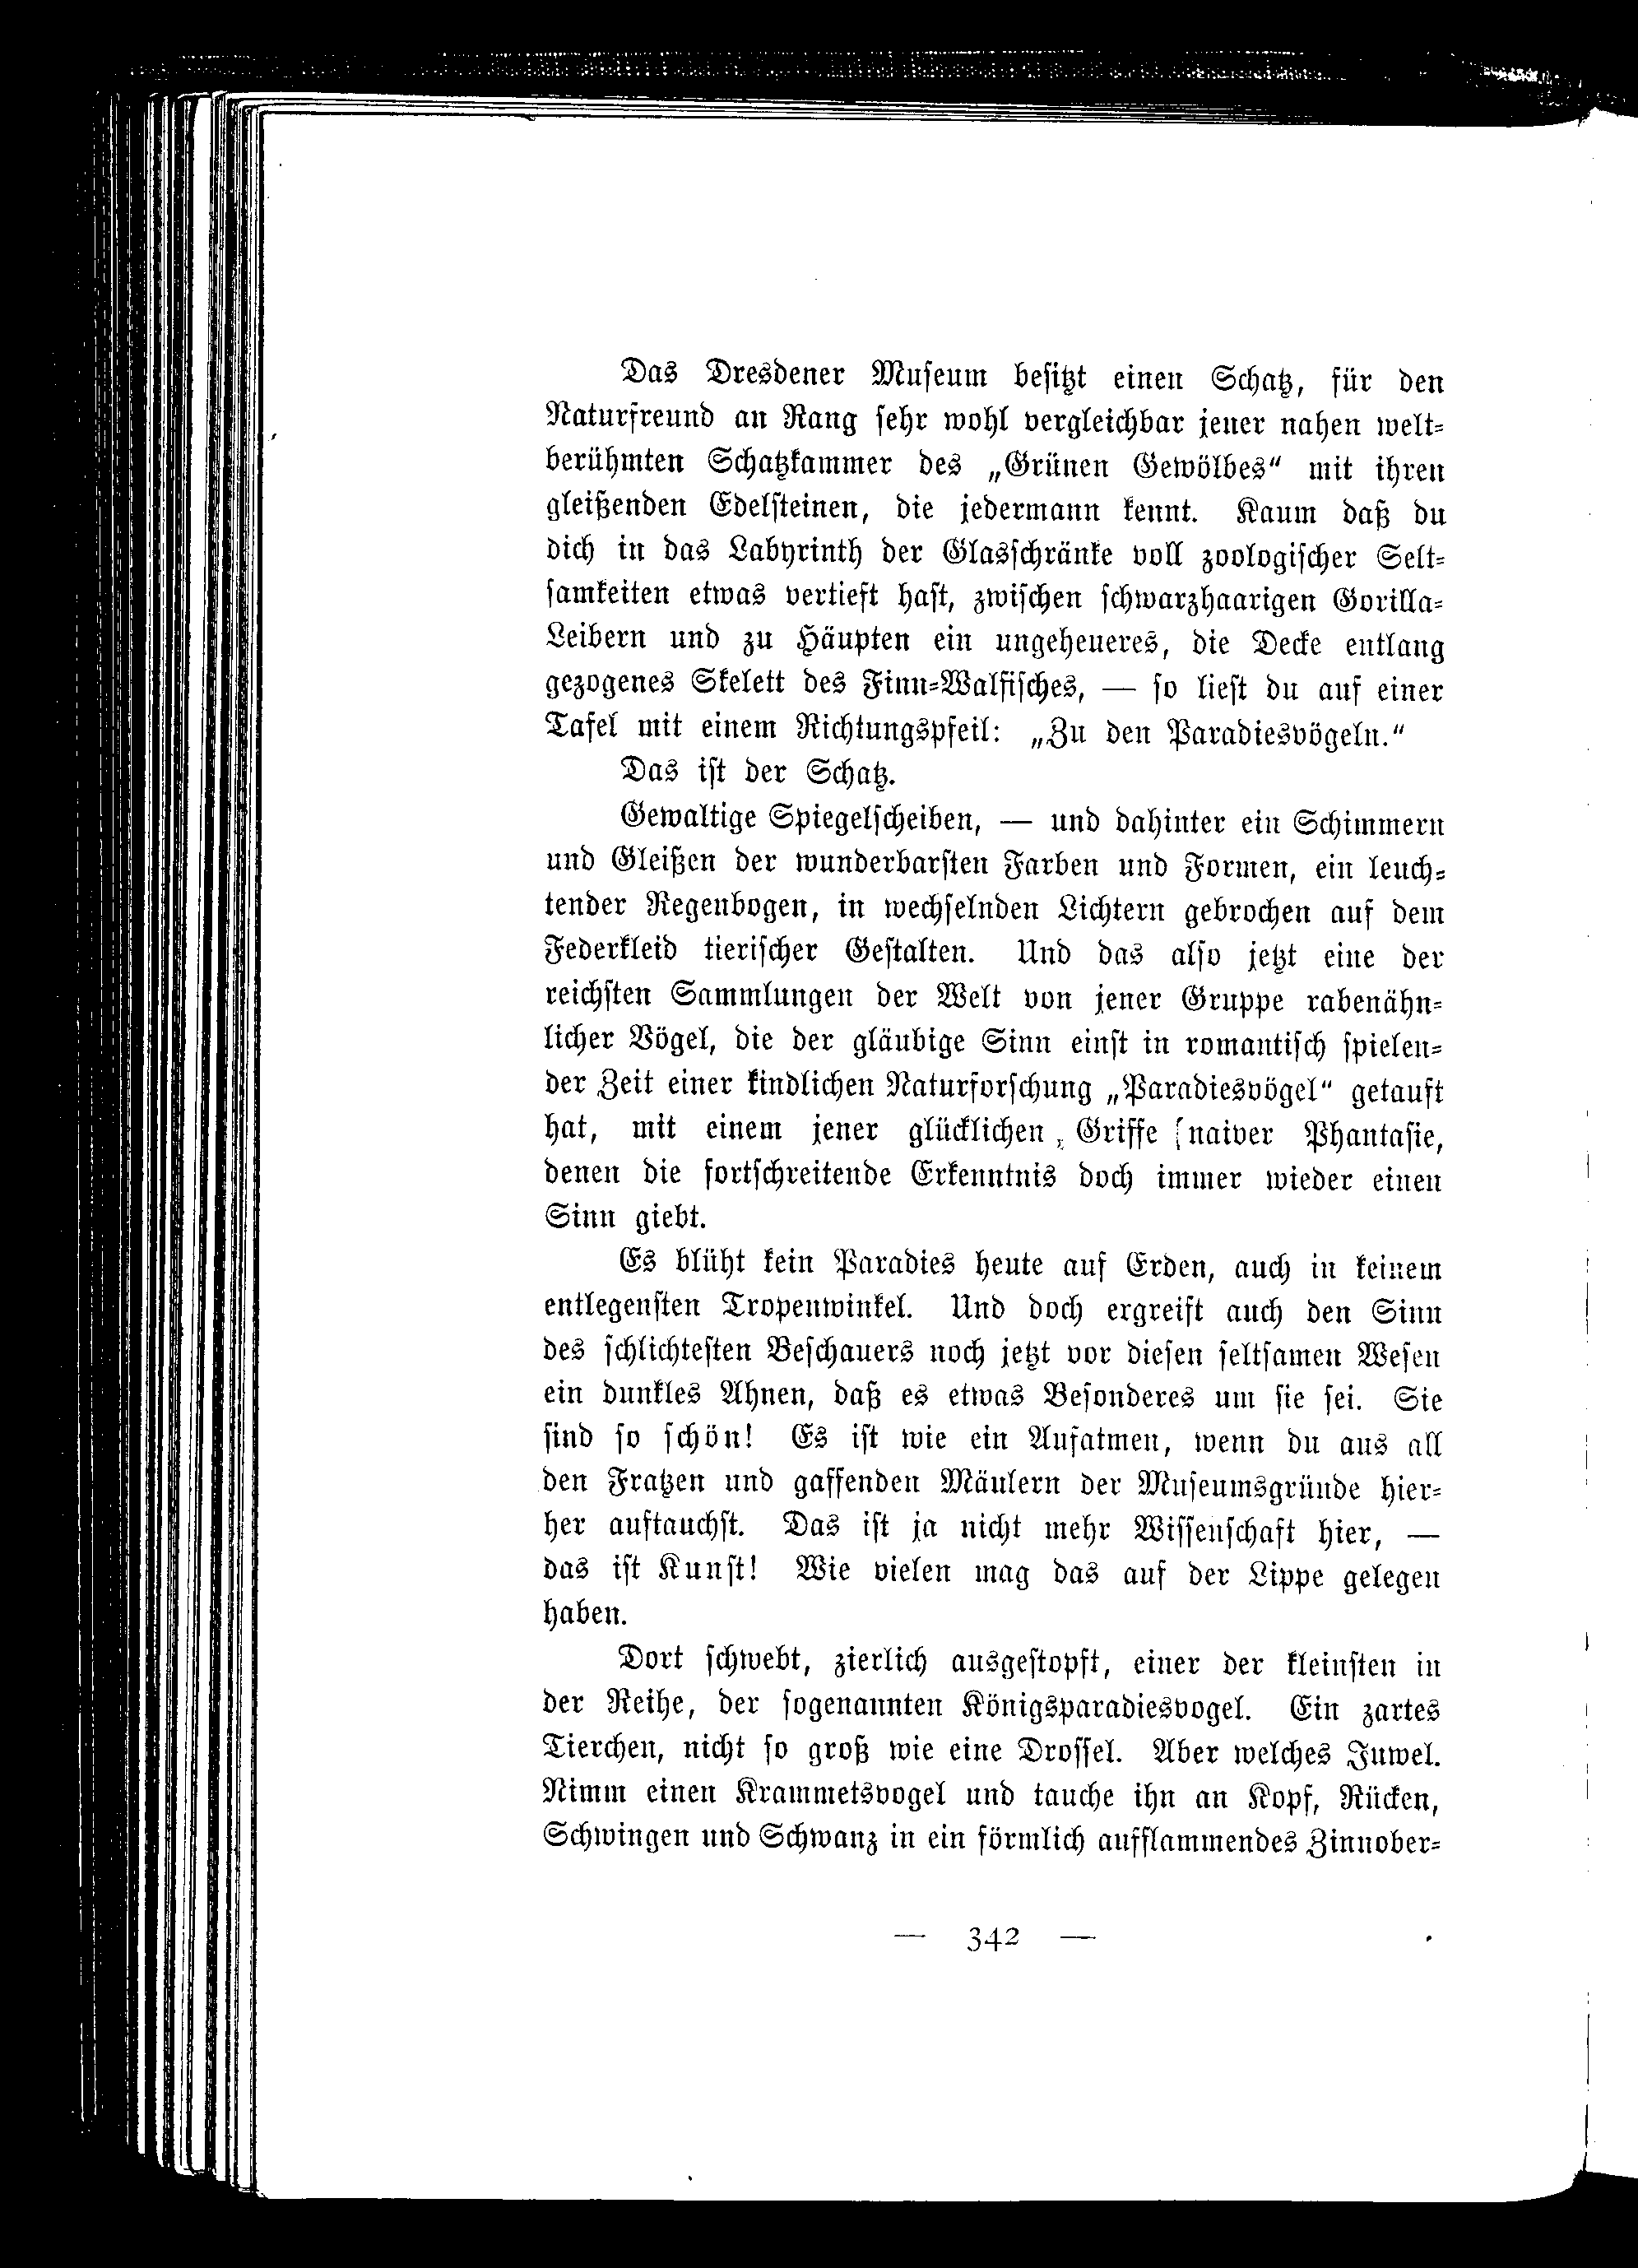 Das Dresdener Museum besitzt einen Schatz, für den
Naturfreund an Rang sehr wohl vergleichbar jener nahen welt-
berühmten Schatzkammer des „Grünen Gewölbes“ mit ihren
gleißenden Edelsteinen, die jedermann kennt. Kaum daß du
dich in das Labyrinth der Glasschränke voll zoologischer Selt-
samkeiten etwas vertieft hast, zwischen schwarzhaarigen Gorilla-
Leibern und zu Häupten ein ungeheueres, die Decke entlang
gezogenes Skelett des Finn-Walfisches, — so liest du auf einer
Tafel mit einem Richtungspfeil: „Zu den Paradiesvögeln.“
Das ist der Schatz.
Gewaltige Spiegelscheiben, — und dahinter ein Schimmern
und Gleißen der wunderbarsten Farben und Formen, ein leuch-
tender Regenbogen, in wechselnden Lichtern gebrochen auf dem
Federkleid tierischer Gestalten. Und das also jetzt eine der
reichsten Sammlungen der Welt von jener Gruppe rabenähn-
licher Vögel, die der gläubige Sinn einst in romantisch spielen-
der Zeit einer kindlichen Naturforschung „Paradiesvögel“ getauft
hat, mit einem jener glücklichen Griffe naiver Phantasie,
denen die fortschreitende Erkenntnis doch immer wieder einen
Sinn giebt.
Es blüht kein Paradies heute auf Erden, auch in keinem
entlegensten Tropenwinkel. Und doch ergreift auch den Sinn
des schlichtesten Beschauers noch jetzt vor diesen seltsamen Wesen
ein dunkles Ahnen, daß es etwas Besonderes um sie sei. Sie
sind so schön! Es ist wie ein Aufatmen, wenn du aus all
den Fratzen und gaffenden Mäulern der Museumsgründe hier-
her auftauchst. Das ist ja nicht mehr Wissenschaft hier, —
das ist Kunst! Wie vielen mag das auf der Lippe gelegen
haben.
Dort schwebt, zierlich ausgestopft, einer der kleinsten in
der Reihe, der sogenannten Königsparadiesvogel. Ein zartes
Tierchen, nicht so groß wie eine Drossel. Aber welches Juwel.
Nimm einen Krammetsvogel und tauche ihn an Kopf, Rücken,
Schwingen und Schwanz in ein förmlich aufflammendes Zinnober-
— 342 —